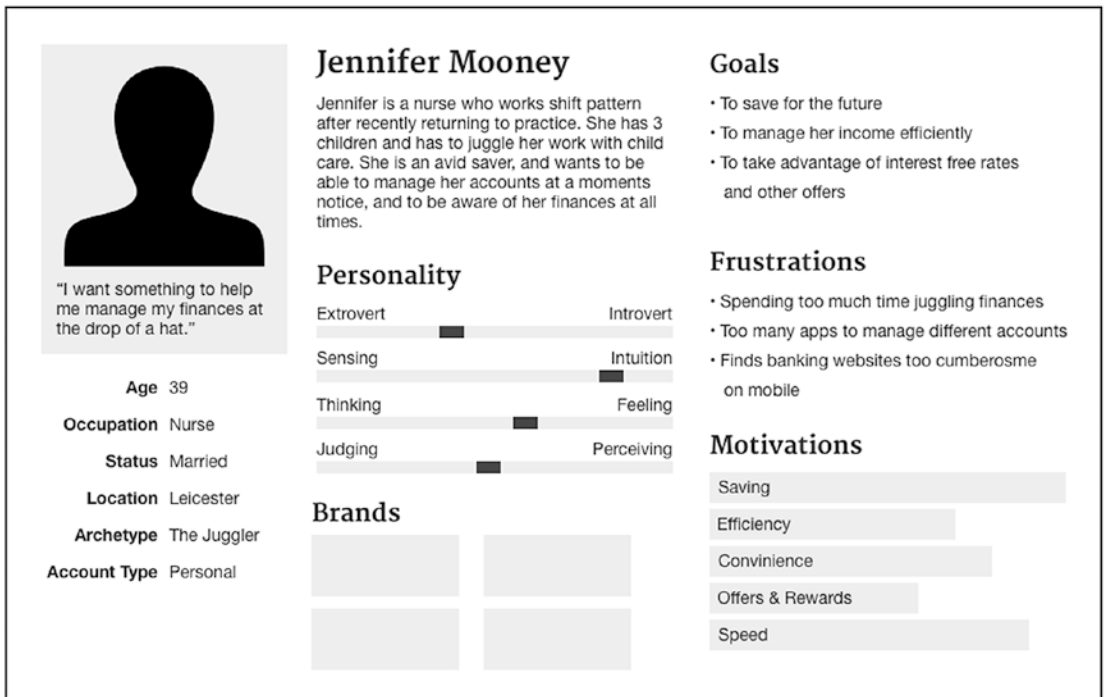 “I want something to help
me manage my finances at
the drop of a hat.”
Age 39
Occupation Nurse
Status Married
Location Leicester
Archetype The Juggler
Account Type Personal
Jennifer Mooney
Jennifer is a nurse who works shift pattern
after recently returning to practice. She has 3
children and has to juggle her work with child
care. She is an avid saver, and wants to be
able to manage her accounts at a moments
notice, and to be aware of her finances at all
times.
Personality
Extrovert Introvert
Sensing Intuition
Thinking Feeling
Judging Perceiving
Brands
Goals
• To save for the future
• To manage her income efficiently
• To take advantage of interest free rates
and other offers
Frustrations
• Spending too much time juggling finances
• Too many apps to manage different accounts
• Finds banking websites too cumberosme
on mobile
Motivations
Saving
Efficiency
Convinience
Offers & Rewards
Speed